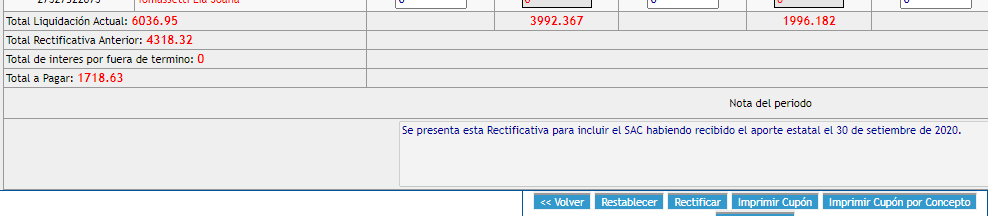 Total Liquidación Actual: 6036.95 3992.367 1996.182
Total Rectificativa Anterior: 4318.32
Total de interes por fuera de termino: 0
Total a Pagar: 1718.63
Nota del periodo
Se presenta esta Rectificativa para incluir el SAC habiendo recibido el aporte estatal el 30 de setiembre de 2020.
<< Volver Restablecer Rectificar Imprimir Cupón Imprimir Cupón por Concepto